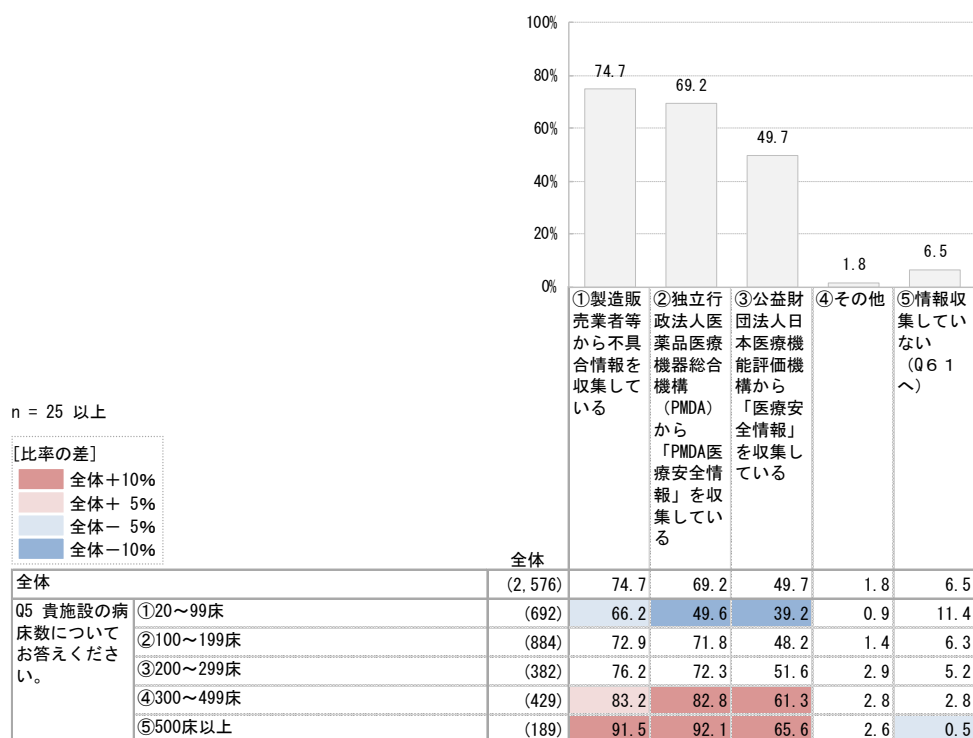 100%
80%
60%
40%
20%
0%
74.7
69.2
49.7
1.8
6.5
①製造販
売業者等
から不具
合情報を
収集して
いる
②独立行
政法人医
薬品医療
機器総合
機構
（PMDA）
から
「PMDA医
療安全情
報」を収
集してい
る
③公益財
団法人日
本医療機
能評価機
構から
「医療安
全情報」
を収集し
ている
④その他
⑤情報収
集してい
ない
（Q６１
へ）
n = 25 以上
[比率の差]
全体＋10%
全体＋ 5%
全体－ 5%
全体－10%
全体
全体 (2,576) 74.7 69.2 49.7 1.8 6.5
Q5 貴施設の病
床数について
お答えくださ
い。
①20～99床 (692) 66.2 49.6 39.2 0.9 11.4
②100～199床 (884) 72.9 71.8 48.2 1.4 6.3
③200～299床 (382) 76.2 72.3 51.6 2.9 5.2
④300～499床 (429) 83.2 82.8 61.3 2.8 2.8
⑤500床以上 (189) 91.5 92.1 65.6 2.6 0.5